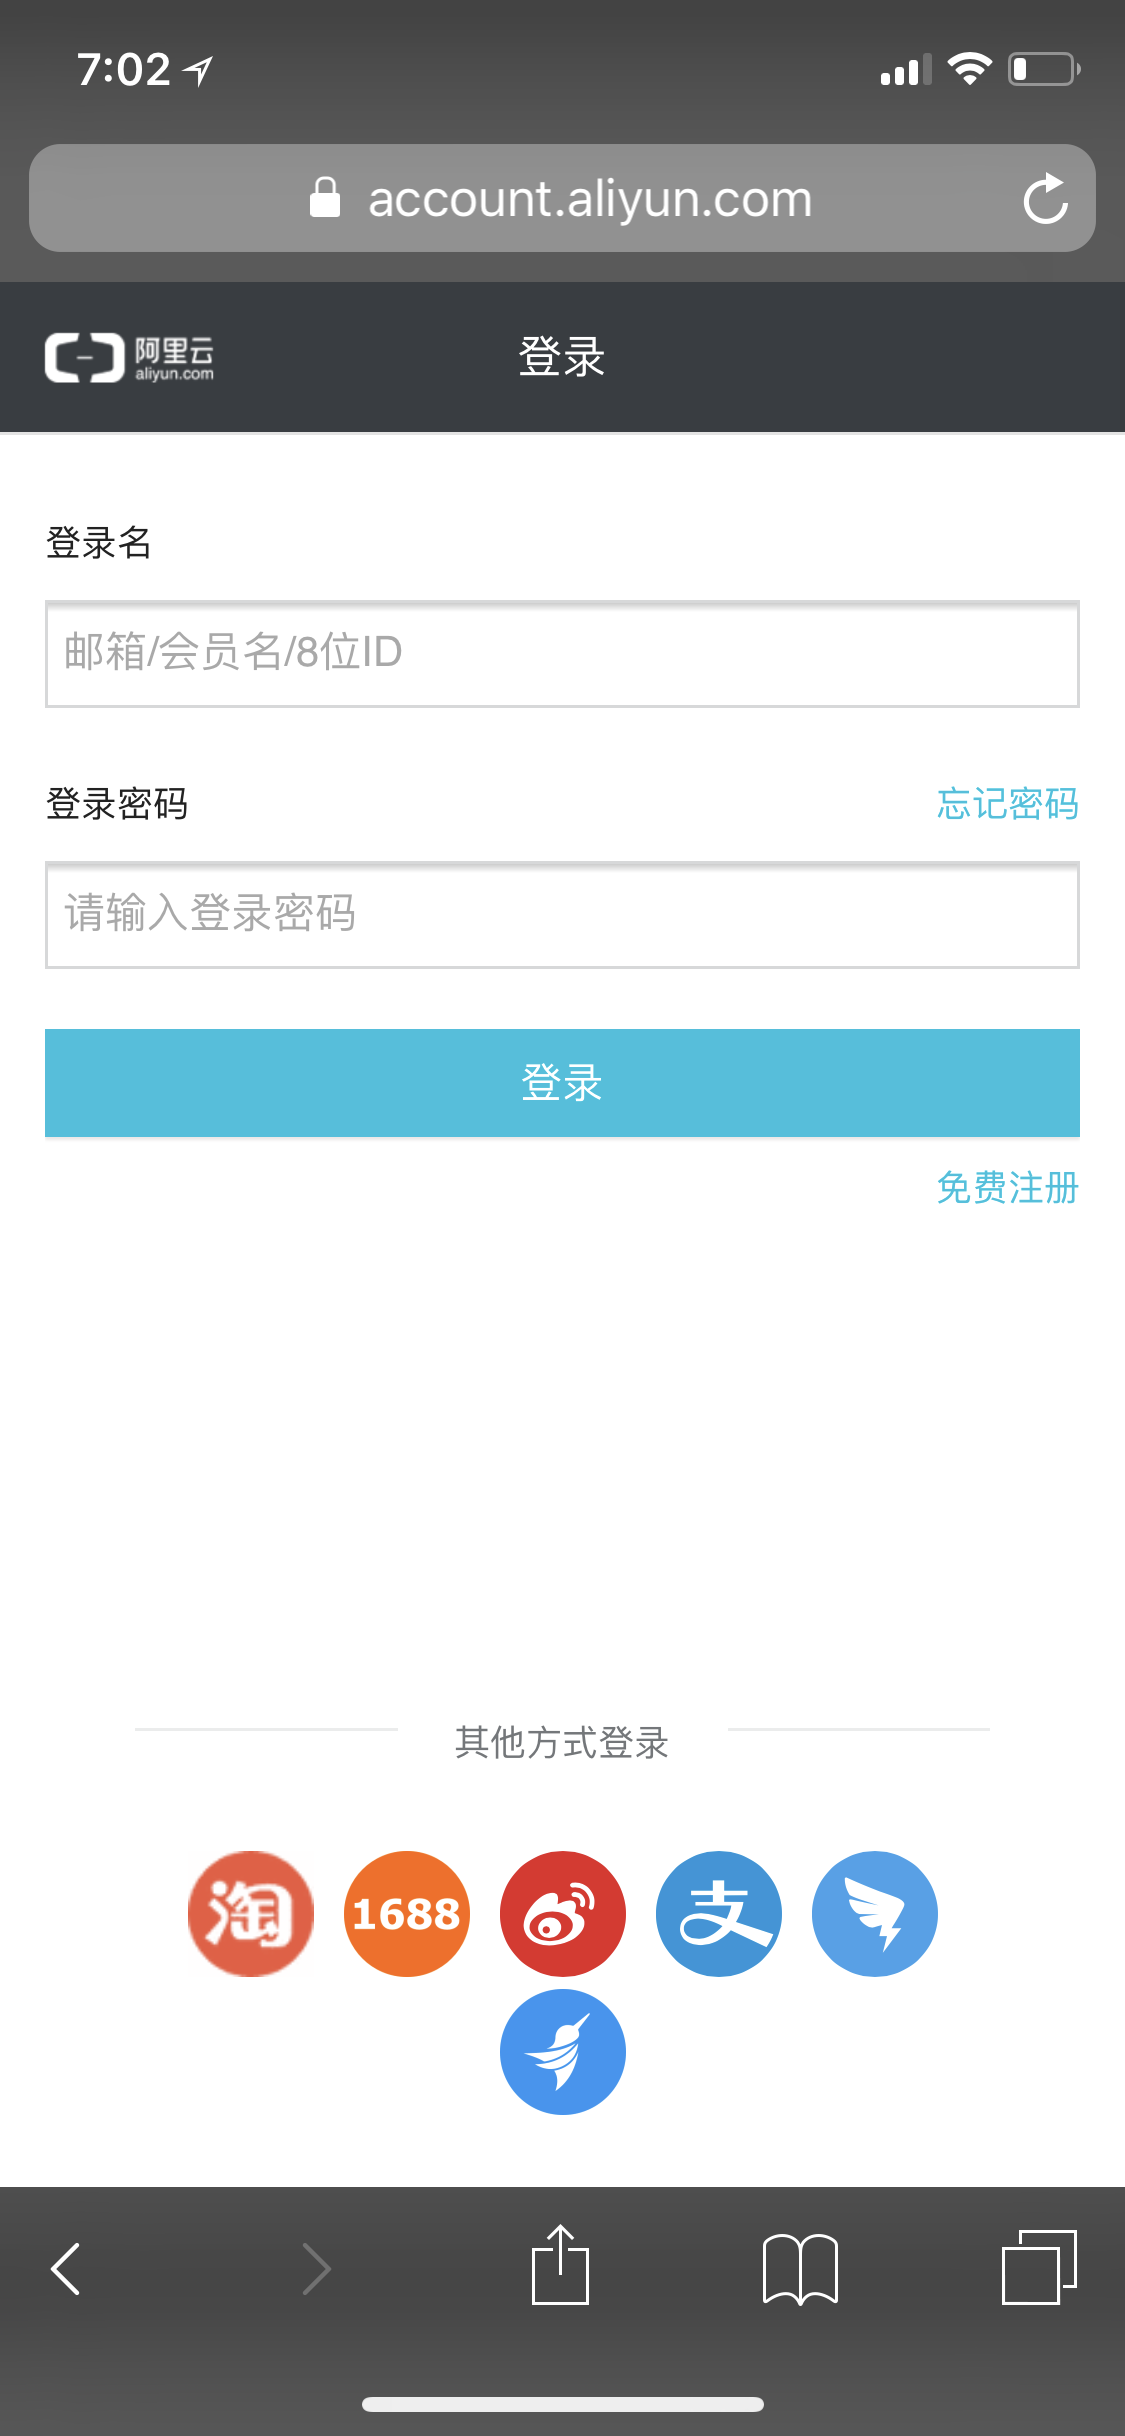 7:02
account.aliyun.com
阿里云
aliyun.com
登录
登录名
邮箱/会员名/8位ID
登录密码
忘记密码
请输入登录密码
登录
免费注册
其他方式登录
淘
1688
支